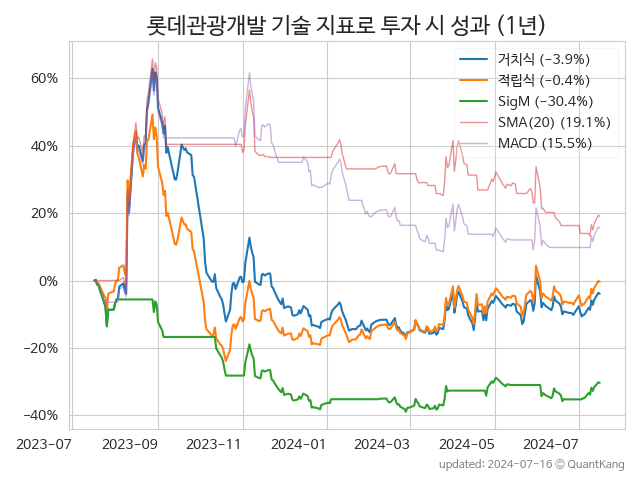 롯데관광개발 기술 지표로 투자 시 성과 (1년)
거치식 (-3.9%)
적립식 (-0.4%)
SigM (-30.4%)
SMA(20) (19.1%)
MACD (15.5%)
60%
40%
20%
0%
−20%
−40%
2023-07 2023-09 2023-11 2024-01 2024-03 2024-05 2024-07
updated: 2024-07-16 © QuantKang